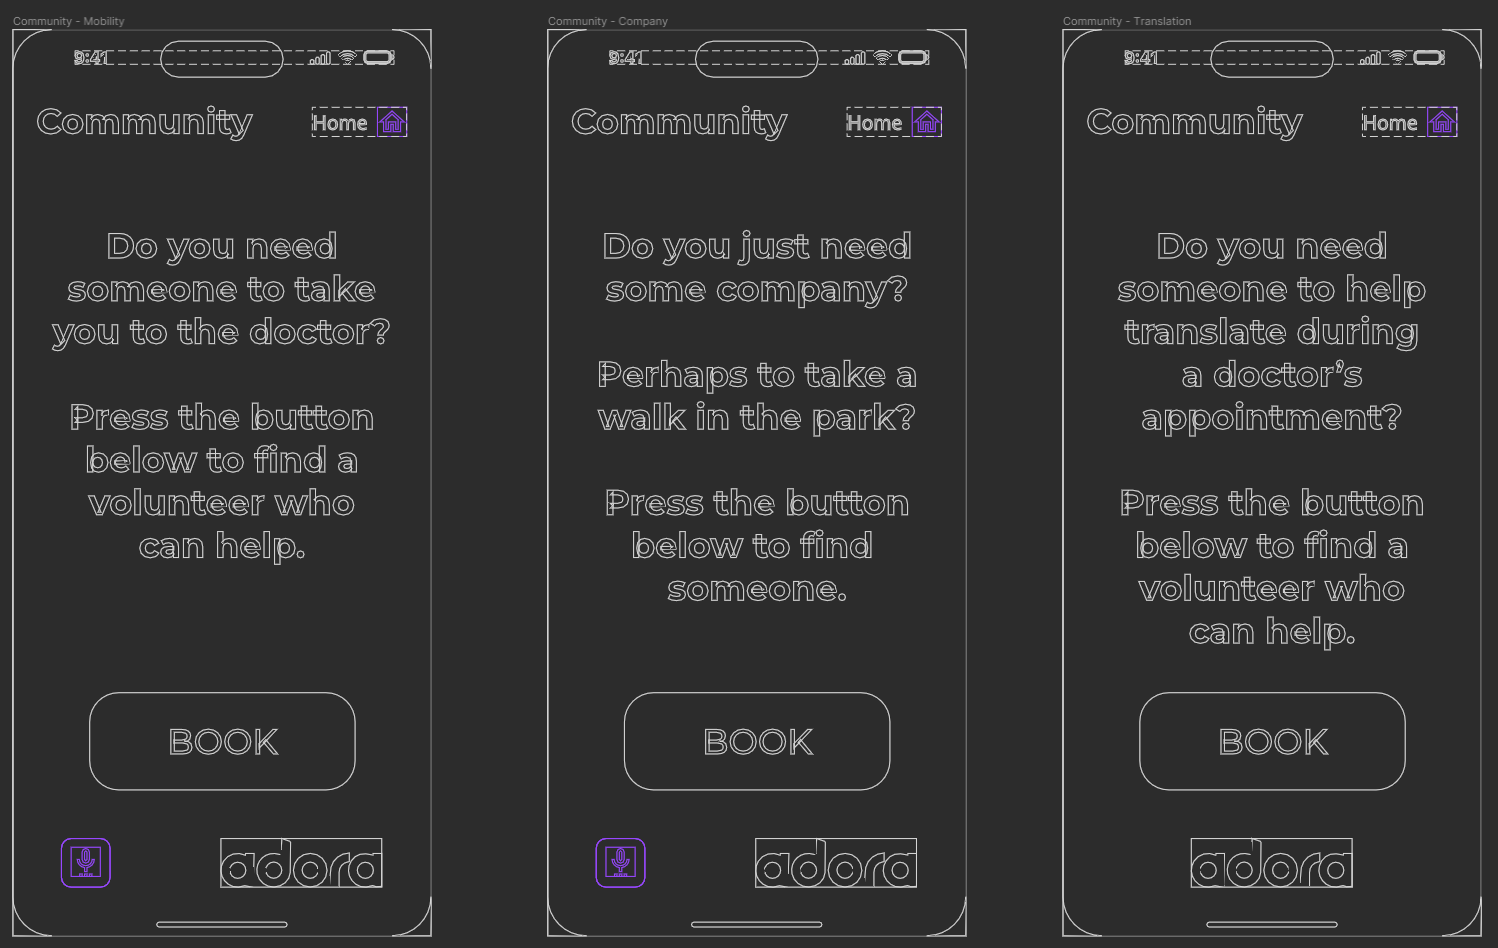 Community - Mobility
9:41
Community
Home
Do you need
someone to take
you to the doctor?
Press the button
below to find a
volunteer who
can help.
BOOK
adora
Community - Company
9:41
Community
Home
Do you just need
some company?
Perhaps to take a
walk in the park?
Press the button
below to find
someone.
BOOK
adora
Community - Translation
9:41
Community
Home
Do you need
someone to help
translate during
a doctor’s
appointment?
Press the button
below to find a
volunteer who
can help.
BOOK
adora